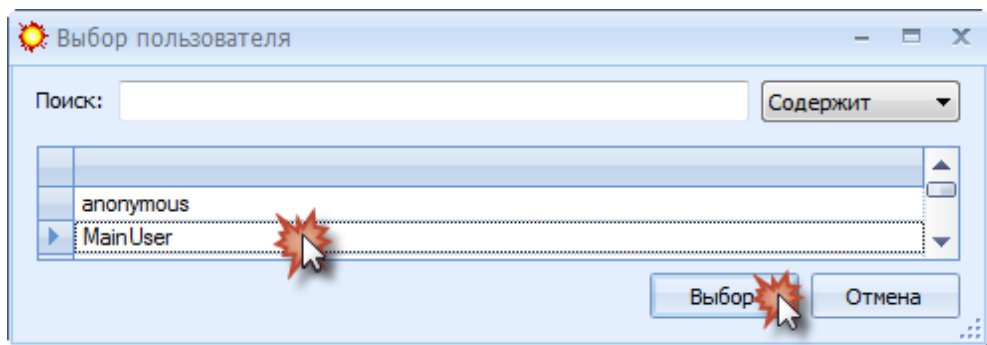 Выбор пользователя
Поиск: Содержит
anonymous
MainUser
Выбор Отмена